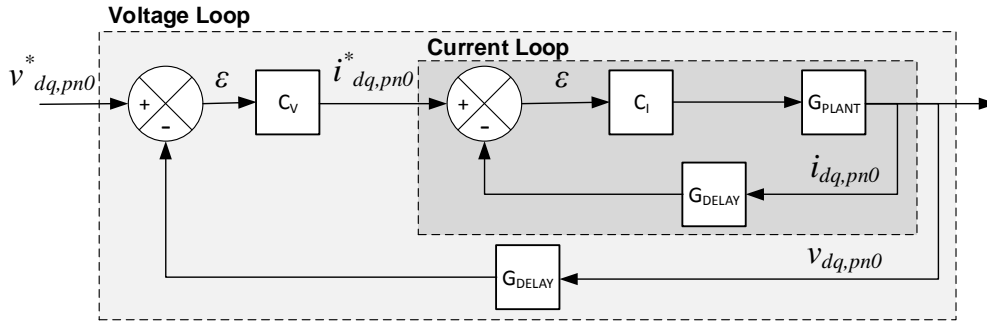 Voltage Loop
Current Loop
v*dq,pn0
ε
i*dq,pn0
ε
+
-
CV
+
-
CI
GPLANT
idq,pn0
GDELAY
vdq,pn0
GDELAY